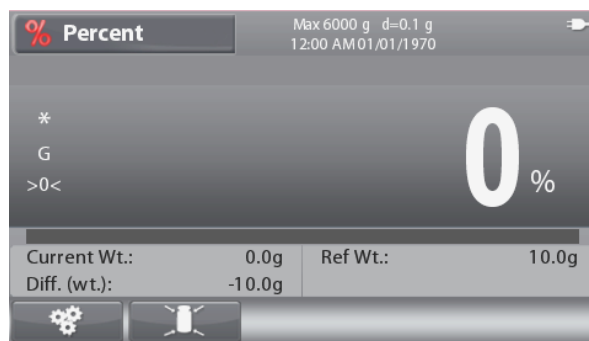 % Percent
Max 6000 g d=0.1 g
12:00 AM 01/01/1970
*
G
>0<
0 %
Current Wt.: 0.0g Ref Wt.: 10.0g
Diff. (wt.): -10.0g